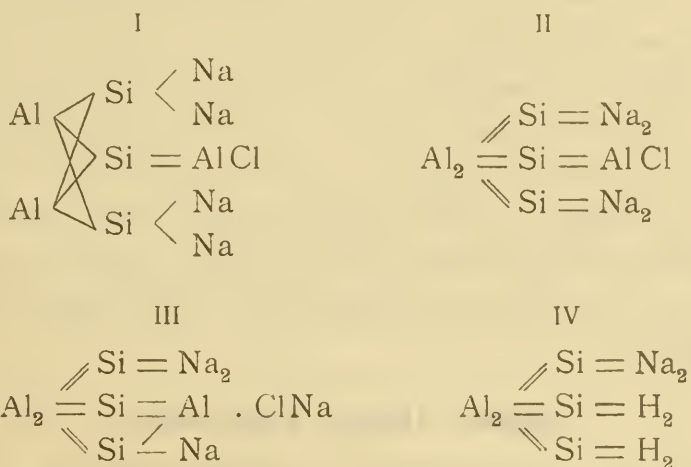 I
Si < Na
< Na
Al
Si = AlCl
Al
Si < Na
< Na
II
Si = Na₂
Al₂ = Si = AlCl
Si = Na₂
III
Si = Na₂
Al₂ = Si = Al . ClNa
Si — Na
IV
Si = Na₂
Al₂ = Si = H₂
Si = H₂